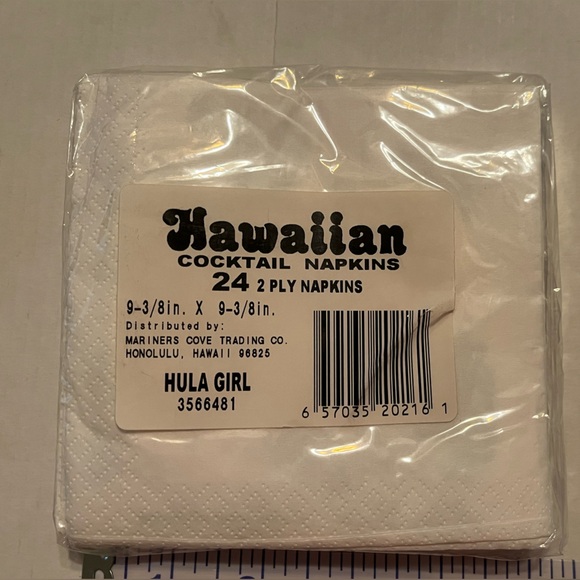 Hawaiian
COCKTAIL NAPKINS
24 2 PLY NAPKINS
9-3/8in. X 9-3/8in.
Distributed by:
MARINERS COVE TRADING CO.
HONOLULU, HAWAII 96825
HULA GIRL
3566481
6 57035 20216 1